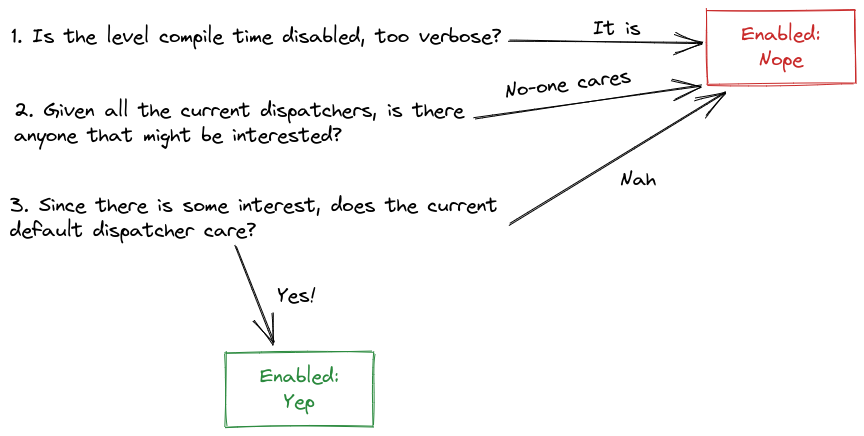 1. Is the level compile time disabled, too verbose?
It is
Enabled:
Nope
2. Given all the current dispatchers, is there
anyone that might be interested?
No-one cares
3. Since there is some interest, does the current
default dispatcher care?
Nah
Yes!
Enabled:
Yep